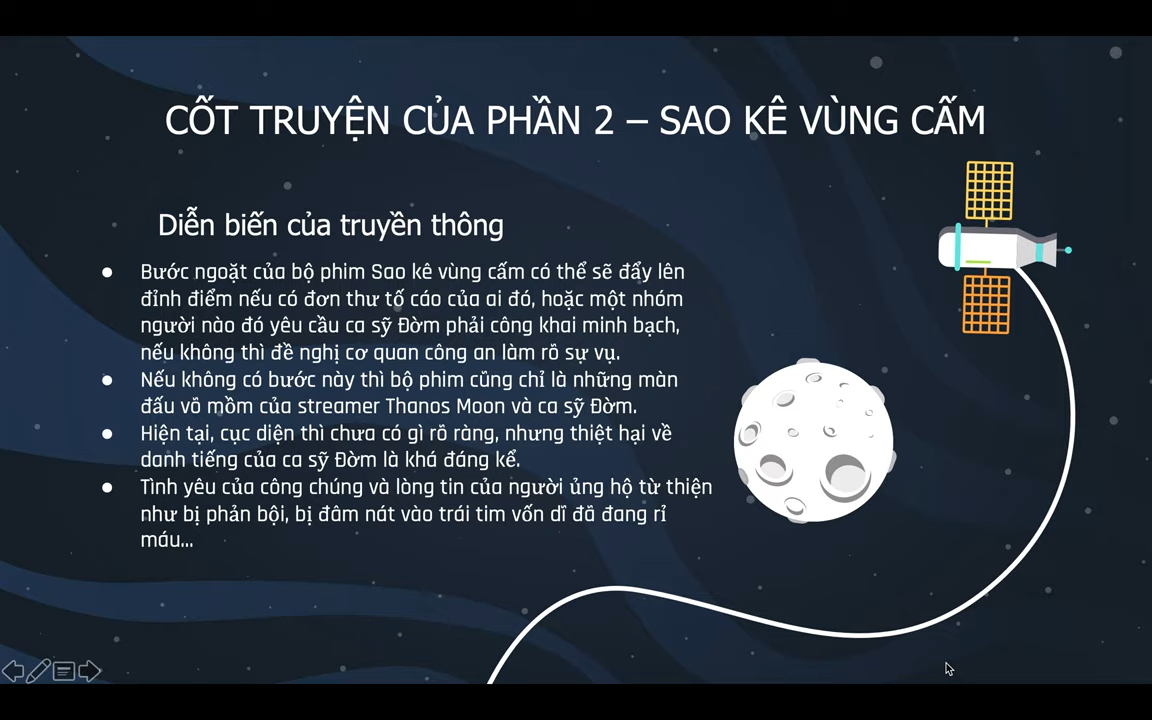 CỐT TRUYỆN CỦA PHẦN 2 – SAO KÊ VÙNG CẤM
Diễn biến của truyền thông
● Bước ngoặt của bộ phim Sao kê vùng cấm có thể sẽ đẩy lên
đỉnh điểm nếu có đơn thư tố cáo của ai đó, hoặc một nhóm
người nào đó yêu cầu ca sỹ Đờm phải công khai minh bạch,
nếu không thì đề nghị cơ quan công an làm rõ sự vụ.
● Nếu không có bước này thì bộ phim cũng chỉ là những màn
đấu võ mồm của streamer Thanos Moon và ca sỹ Đờm.
● Hiện tại, cục diện thì chưa có gì rõ ràng, nhưng thiệt hại về
danh tiếng của ca sỹ Đờm là khá đáng kể.
● Tình yêu của công chúng và lòng tin của người ủng hộ từ thiện
như bị phản bội, bị đâm nát vào trái tim vốn dĩ đã đang rỉ
máu...